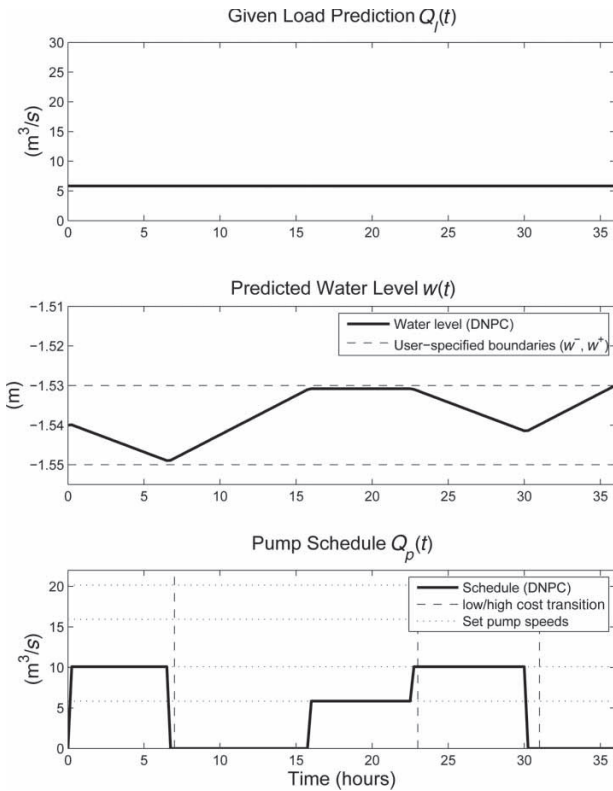 Given Load Prediction Q_l(t)
30
25
20
15
10
5
0
(m³/s)
0 5 10 15 20 25 30 35
Predicted Water Level w(t)
−1.51
−1.52
−1.53
−1.54
−1.55
(m)
Water level (DNPC)
User−specified boundaries (w⁻, w⁺)
0 5 10 15 20 25 30 35
Pump Schedule Q_p(t)
20
15
10
5
0
(m³/s)
Schedule (DNPC)
low/high cost transition
Set pump speeds
0 5 10 15 20 25 30 35
Time (hours)